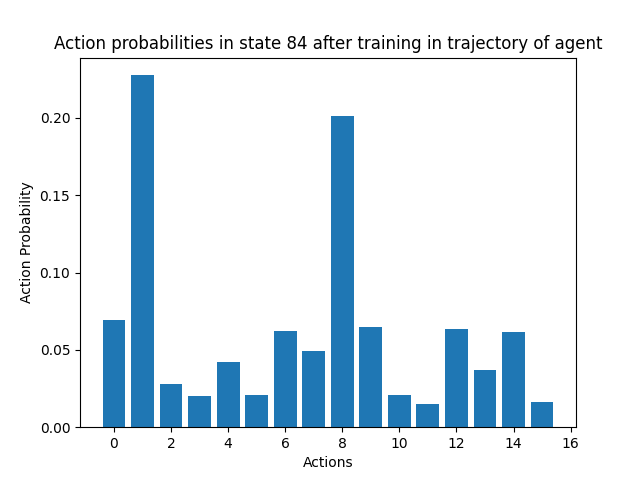 Action probabilities in state 84 after training in trajectory of agent
0.20
0.15
0.10
0.05
0.00
Action Probability
0 2 4 6 8 10 12 14 16
Actions